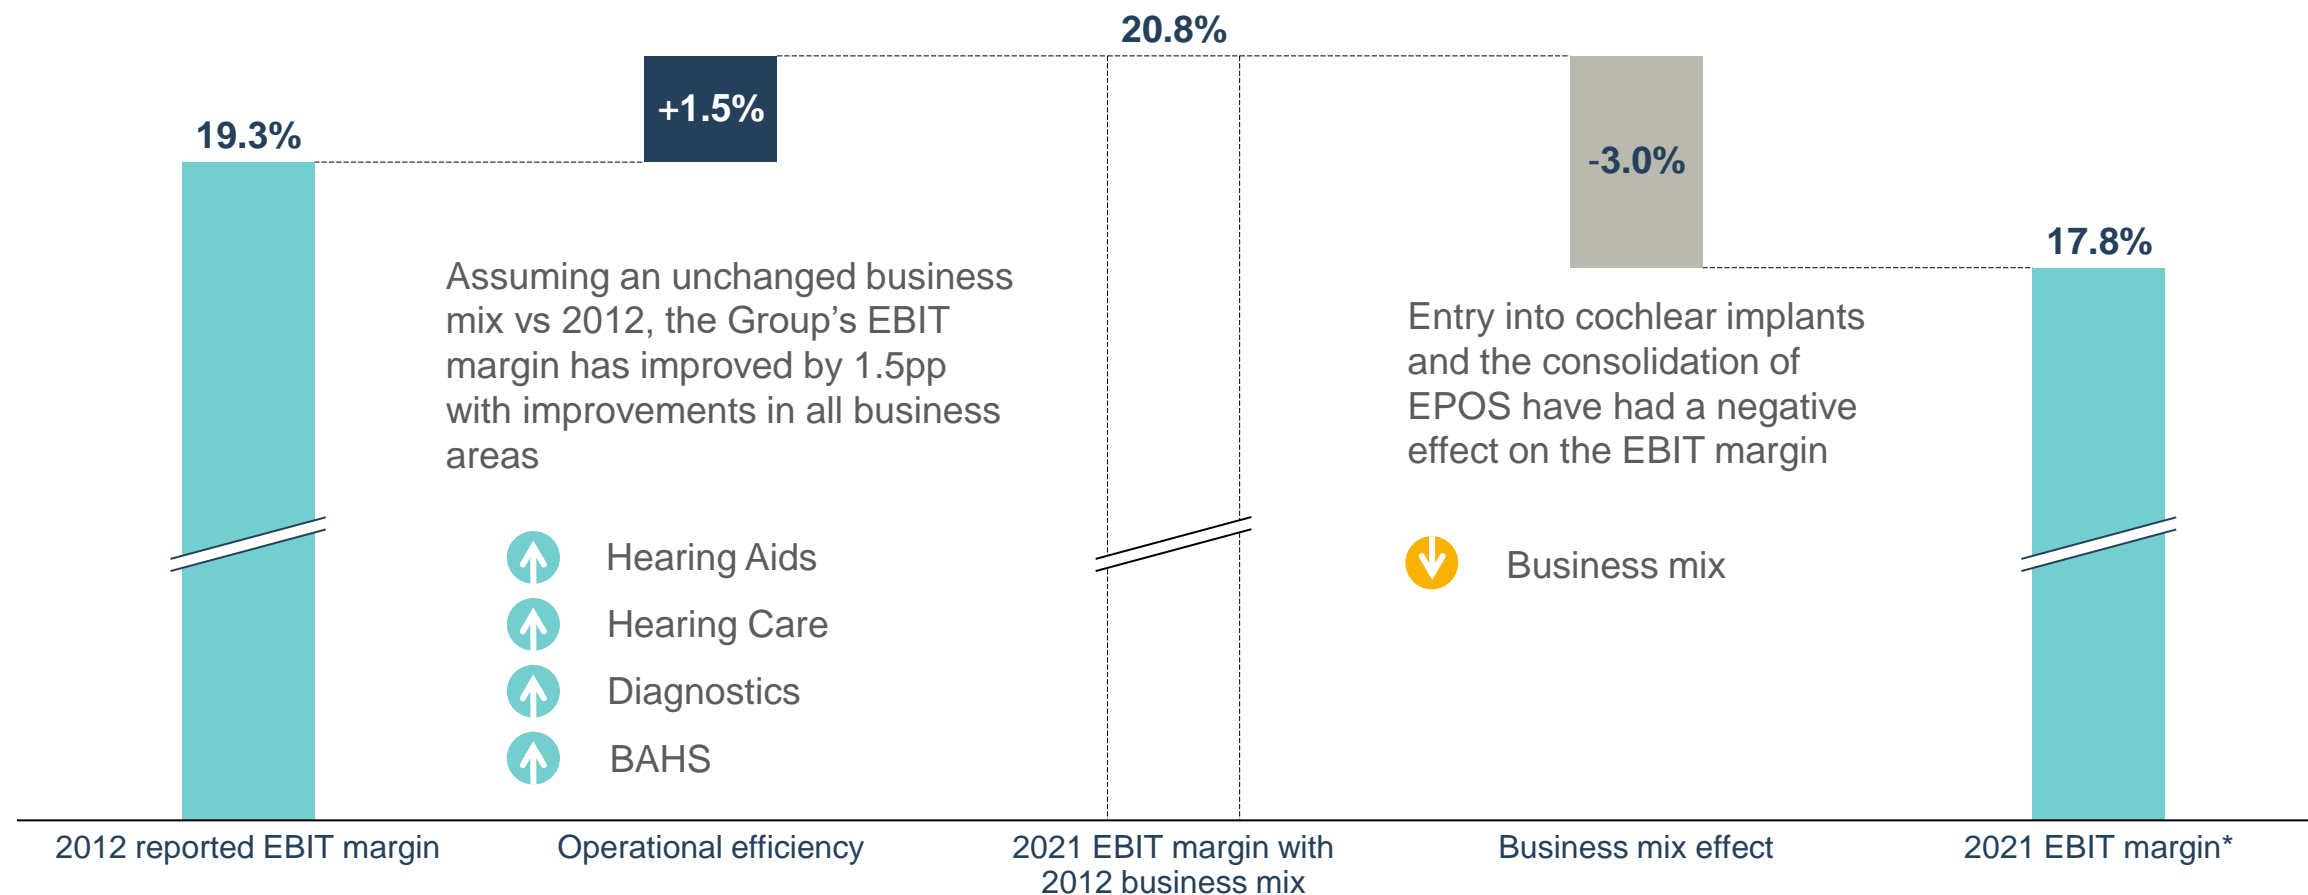 20.8%
+1.5%
19.3%
-3.0%
17.8%
Assuming an unchanged business
mix vs 2012, the Group’s EBIT
margin has improved by 1.5pp
with improvements in all business
areas
Entry into cochlear implants
and the consolidation of
EPOS have had a negative
effect on the EBIT margin
Hearing Aids
Hearing Care
Diagnostics
BAHS
Business mix
2012 reported EBIT margin
Operational efficiency
2021 EBIT margin with
2012 business mix
Business mix effect
2021 EBIT margin*